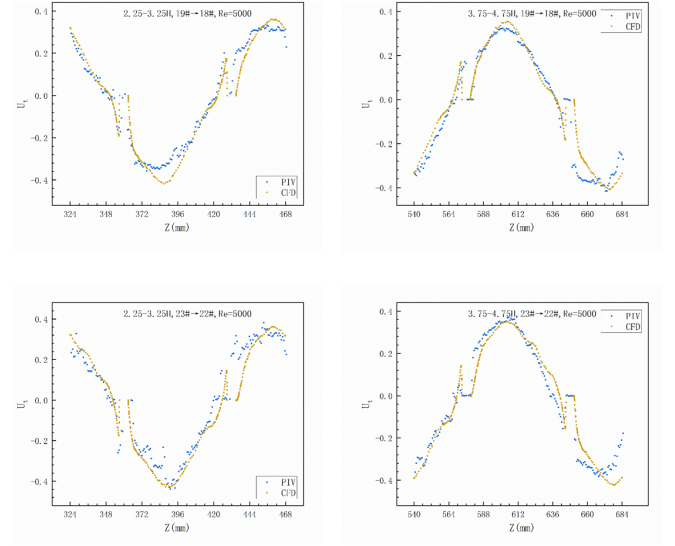 2.25-3.25H, 19#→18#, Re=5000
0.4
0.2
0.0
-0.2
-0.4
U_t
PIV
CFD
324 348 372 396 420 444 468
Z(mm)
3.75-4.75H, 19#→18#, Re=5000
PIV
CFD
0.4
0.2
0.0
-0.2
-0.4
U_t
540 564 588 612 636 660 684
Z(mm)
2.25-3.25H, 23#→22#, Re=5000
0.4
0.2
0.0
-0.2
-0.4
U_t
PIV
CFD
324 348 372 396 420 444 468
Z(mm)
3.75-4.75H, 23#→22#, Re=5000
PIV
CFD
0.4
0.2
0.0
-0.2
-0.4
U_t
540 564 588 612 636 660 684
Z(mm)